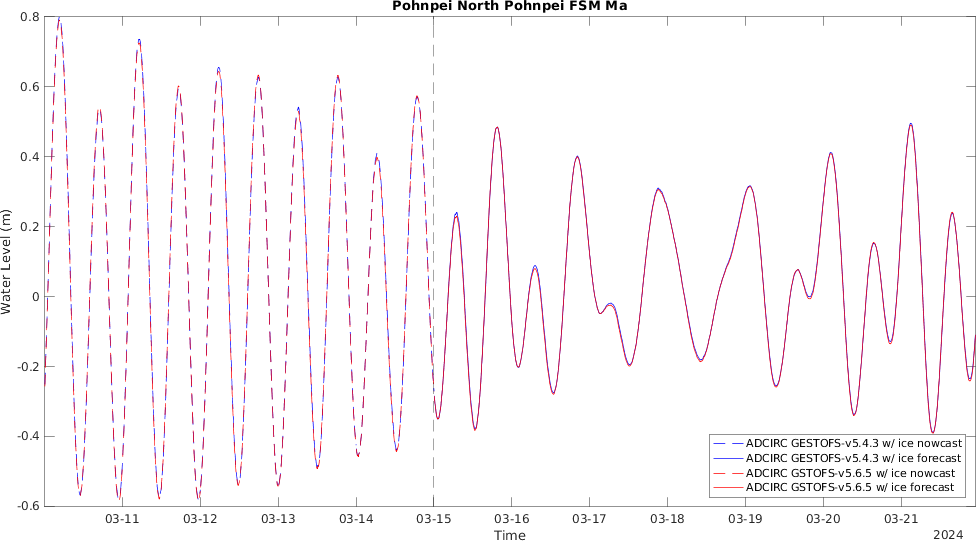 Pohnpei North Pohnpei FSM Ma
0.8
0.6
0.4
0.2
0
-0.2
-0.4
-0.6
Water Level (m)
ADCIRC GESTOFS-v5.4.3 w/ ice nowcast
ADCIRC GESTOFS-v5.4.3 w/ ice forecast
ADCIRC GSTOFS-v5.6.5 w/ ice nowcast
ADCIRC GSTOFS-v5.6.5 w/ ice forecast
03-11 03-12 03-13 03-14 03-15 03-16 03-17 03-18 03-19 03-20 03-21
Time
2024